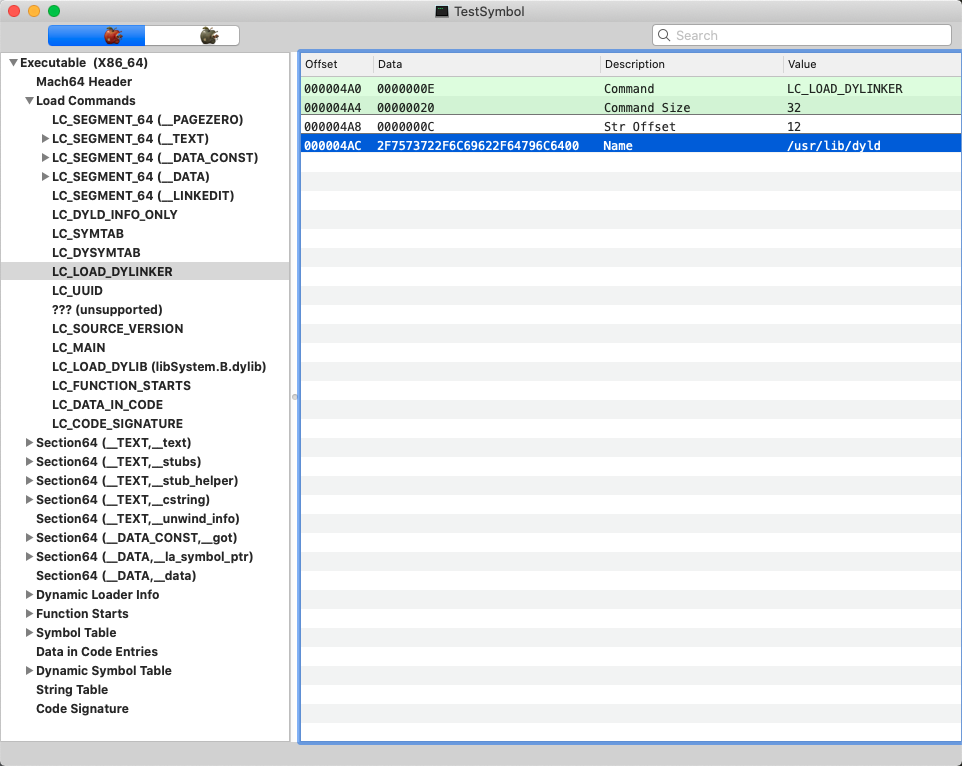 TestSymbol
Search
Executable (X86_64)
Mach64 Header
Load Commands
LC_SEGMENT_64 (__PAGEZERO)
LC_SEGMENT_64 (__TEXT)
LC_SEGMENT_64 (__DATA_CONST)
LC_SEGMENT_64 (__DATA)
LC_SEGMENT_64 (__LINKEDIT)
LC_DYLD_INFO_ONLY
LC_SYMTAB
LC_DYSYMTAB
LC_LOAD_DYLINKER
LC_UUID
??? (unsupported)
LC_SOURCE_VERSION
LC_MAIN
LC_LOAD_DYLIB (libSystem.B.dylib)
LC_FUNCTION_STARTS
LC_DATA_IN_CODE
LC_CODE_SIGNATURE
Section64 (__TEXT,__text)
Section64 (__TEXT,__stubs)
Section64 (__TEXT,__stub_helper)
Section64 (__TEXT,__cstring)
Section64 (__TEXT,__unwind_info)
Section64 (__DATA_CONST,__got)
Section64 (__DATA,__la_symbol_ptr)
Section64 (__DATA,__data)
Dynamic Loader Info
Function Starts
Symbol Table
Data in Code Entries
Dynamic Symbol Table
String Table
Code Signature
Offset Data Description Value
000004A0 0000000E Command LC_LOAD_DYLINKER
000004A4 00000020 Command Size 32
000004A8 0000000C Str Offset 12
000004AC 2F7573722F6C69622F64796C6400 Name /usr/lib/dyld